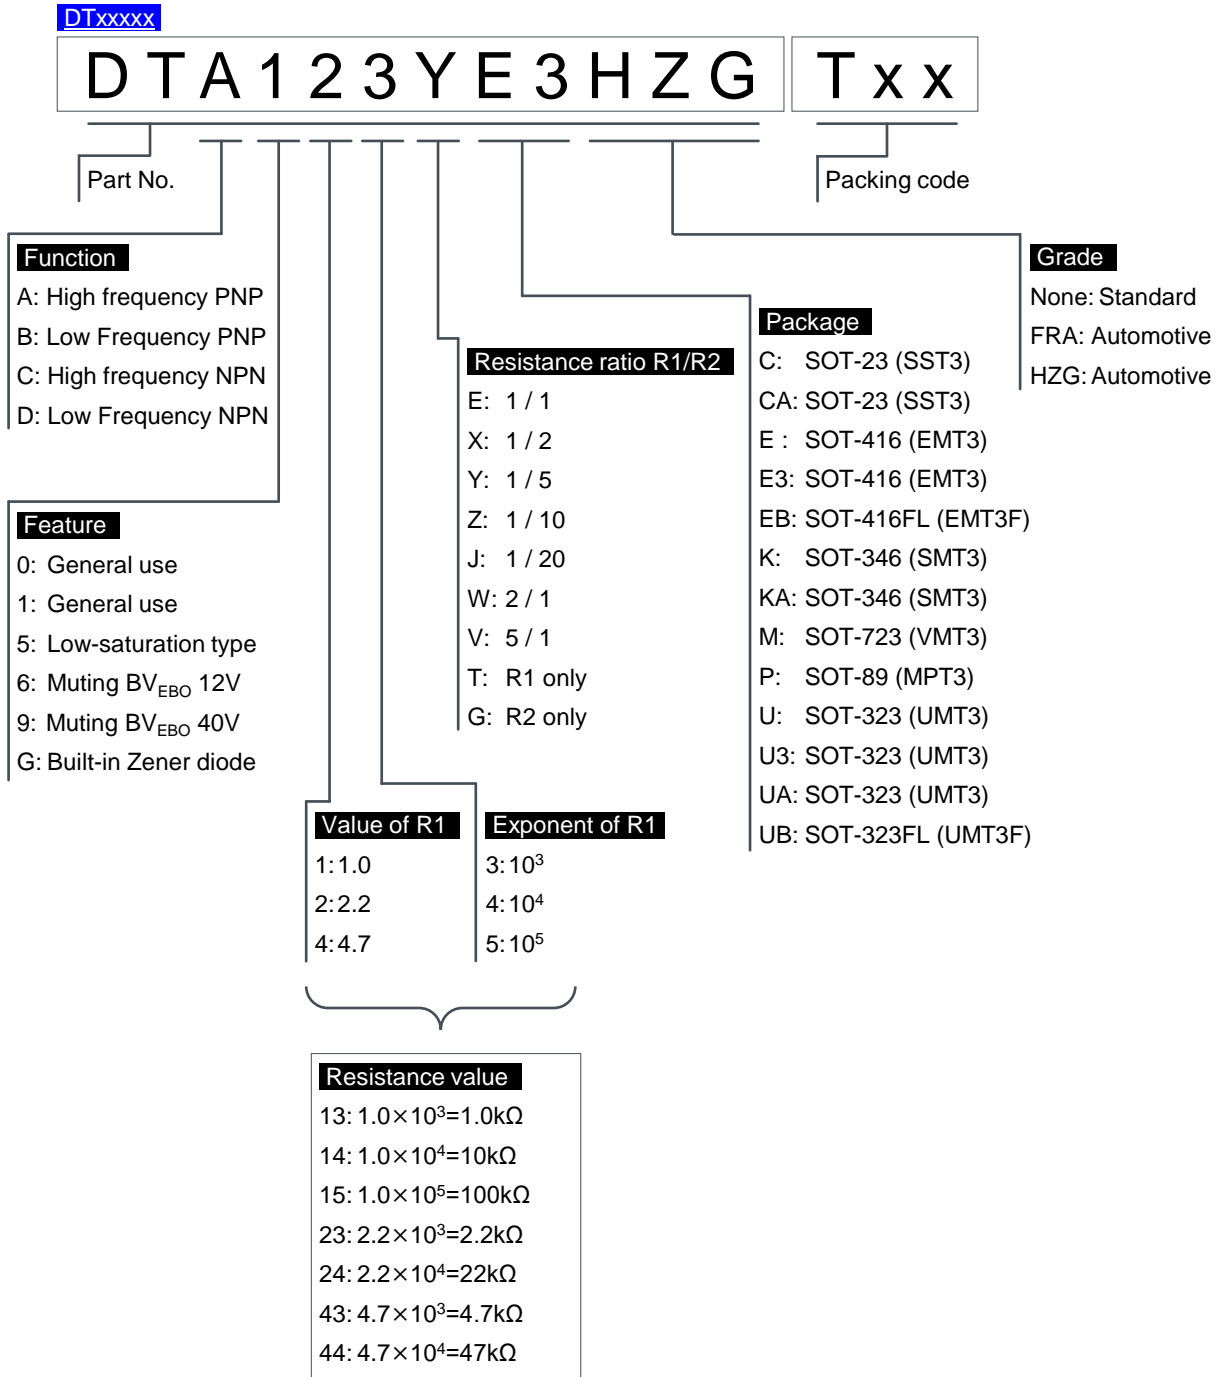 DTxxxxx
DTA123YE3HZG Txx
Part No.
Packing code
Function
A: High frequency PNP
B: Low Frequency PNP
C: High frequency NPN
D: Low Frequency NPN
Feature
0: General use
1: General use
5: Low-saturation type
6: Muting BV_EBO 12V
9: Muting BV_EBO 40V
G: Built-in Zener diode
Value of R1
1: 1.0
2: 2.2
4: 4.7
Exponent of R1
3: 10³
4: 10⁴
5: 10⁵
Resistance value
13: 1.0×10³=1.0kΩ
14: 1.0×10⁴=10kΩ
15: 1.0×10⁵=100kΩ
23: 2.2×10³=2.2kΩ
24: 2.2×10⁴=22kΩ
43: 4.7×10³=4.7kΩ
44: 4.7×10⁴=47kΩ
Resistance ratio R1/R2
E: 1 / 1
X: 1 / 2
Y: 1 / 5
Z: 1 / 10
J: 1 / 20
W: 2 / 1
V: 5 / 1
T: R1 only
G: R2 only
Package
C: SOT-23 (SST3)
CA: SOT-23 (SST3)
E : SOT-416 (EMT3)
E3: SOT-416 (EMT3)
EB: SOT-416FL (EMT3F)
K: SOT-346 (SMT3)
KA: SOT-346 (SMT3)
M: SOT-723 (VMT3)
P: SOT-89 (MPT3)
U: SOT-323 (UMT3)
U3: SOT-323 (UMT3)
UA: SOT-323 (UMT3)
UB: SOT-323FL (UMT3F)
Grade
None: Standard
FRA: Automotive
HZG: Automotive